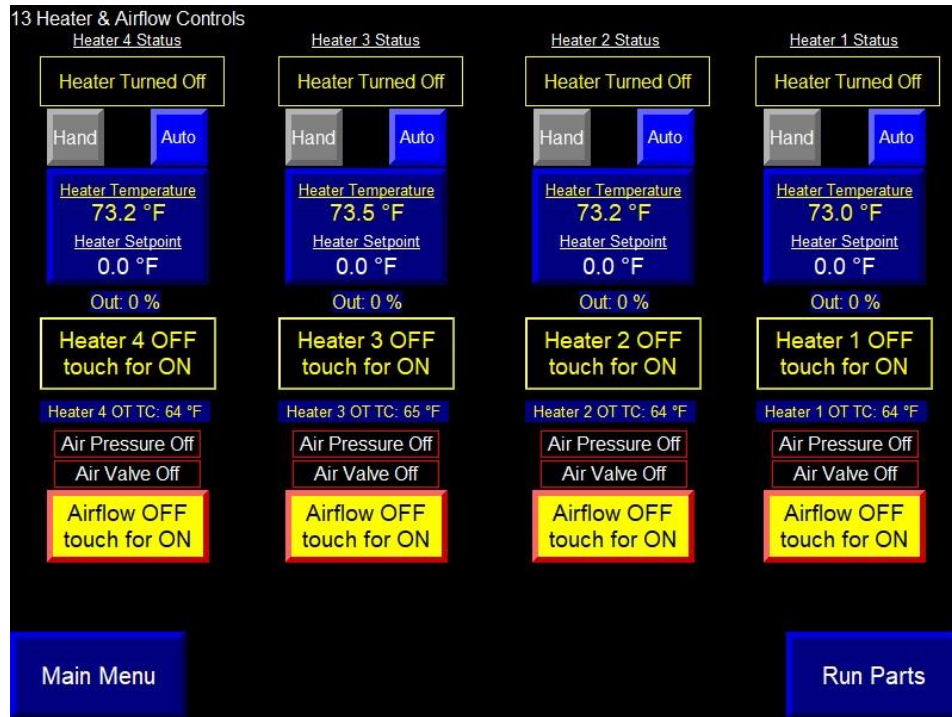 13 Heater & Airflow Controls
Heater 4 Status
Heater Turned Off
Hand
Auto
Heater Temperature
73.2 °F
Heater Setpoint
0.0 °F
Out: 0 %
Heater 4 OFF
touch for ON
Heater 4 OT TC: 64 °F
Air Pressure Off
Air Valve Off
Airflow OFF
touch for ON
Heater 3 Status
Heater Turned Off
Hand
Auto
Heater Temperature
73.5 °F
Heater Setpoint
0.0 °F
Out: 0 %
Heater 3 OFF
touch for ON
Heater 3 OT TC: 65 °F
Air Pressure Off
Air Valve Off
Airflow OFF
touch for ON
Heater 2 Status
Heater Turned Off
Hand
Auto
Heater Temperature
73.2 °F
Heater Setpoint
0.0 °F
Out: 0 %
Heater 2 OFF
touch for ON
Heater 2 OT TC: 64 °F
Air Pressure Off
Air Valve Off
Airflow OFF
touch for ON
Heater 1 Status
Heater Turned Off
Hand
Auto
Heater Temperature
73.0 °F
Heater Setpoint
0.0 °F
Out: 0 %
Heater 1 OFF
touch for ON
Heater 1 OT TC: 64 °F
Air Pressure Off
Air Valve Off
Airflow OFF
touch for ON
Main Menu
Run Parts